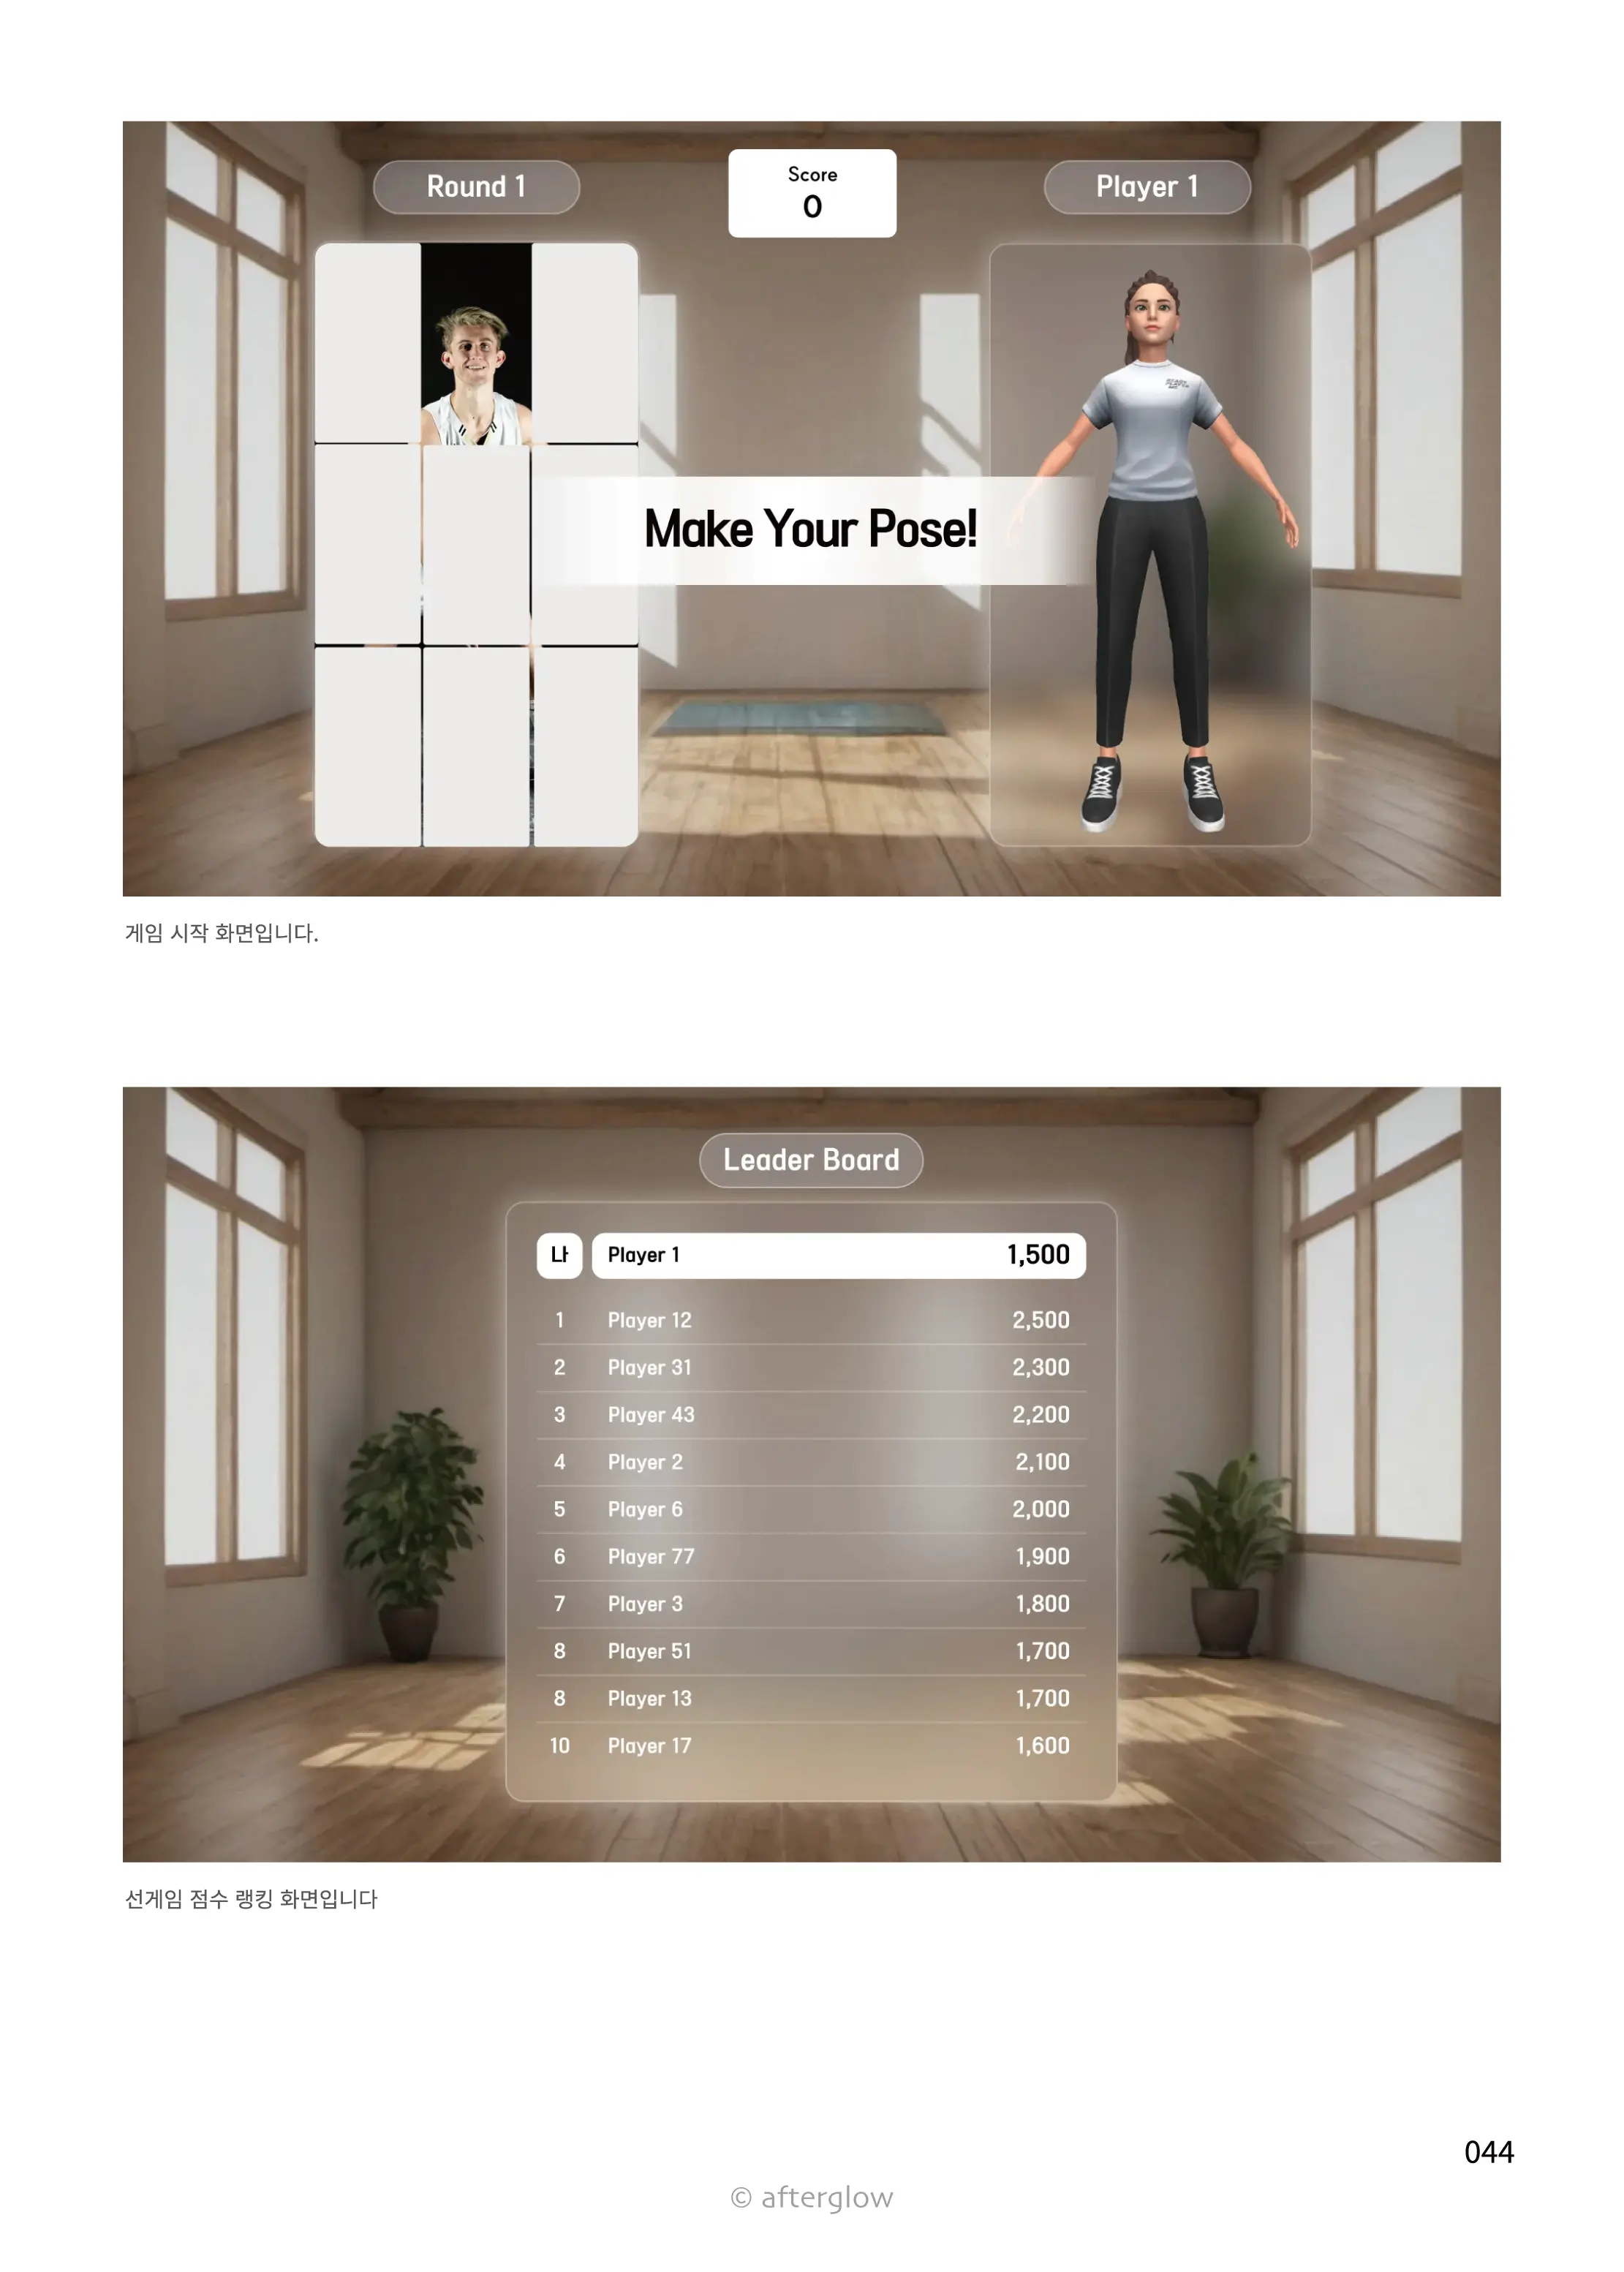 Round 1
Score
0
Player 1
Make Your Pose!
게임 시작 화면입니다.
Leader Board
나 Player 1 1,500
1 Player 12 2,500
2 Player 31 2,300
3 Player 43 2,200
4 Player 2 2,100
5 Player 6 2,000
6 Player 77 1,900
7 Player 3 1,800
8 Player 51 1,700
8 Player 13 1,700
10 Player 17 1,600
선게임 점수 랭킹 화면입니다
044
© afterglow